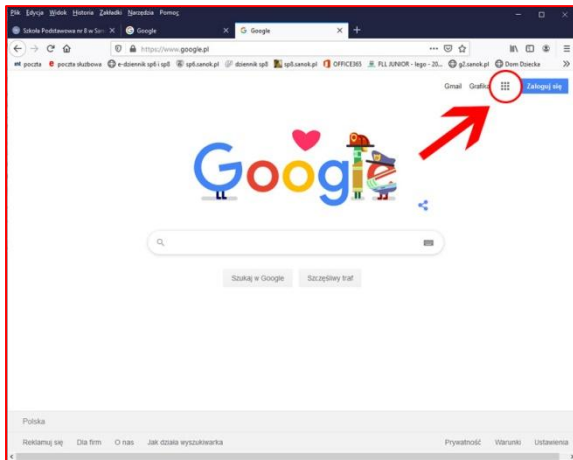 Plik Edycja Widok Historia Zakładki Narzędzia Pomoc
Szkoła Podstawowa nr 8 w San Google Google
https://www.google.pl
poczta poczta służbowa e-dziennik sp6 i sp8 sp6.sanok.pl dziennik sp8 sp8.sanok.pl OFFICE365 FLL JUNIOR - lego - 20... g2.sanok.pl Dom Dziecka
Gmail Grafika Zaloguj się
Google
Szukaj w Google Szczęśliwy traf
Polska
Reklamuj się Dla firm O nas Jak działa wyszukiwarka Prywatność Warunki Ustawienia